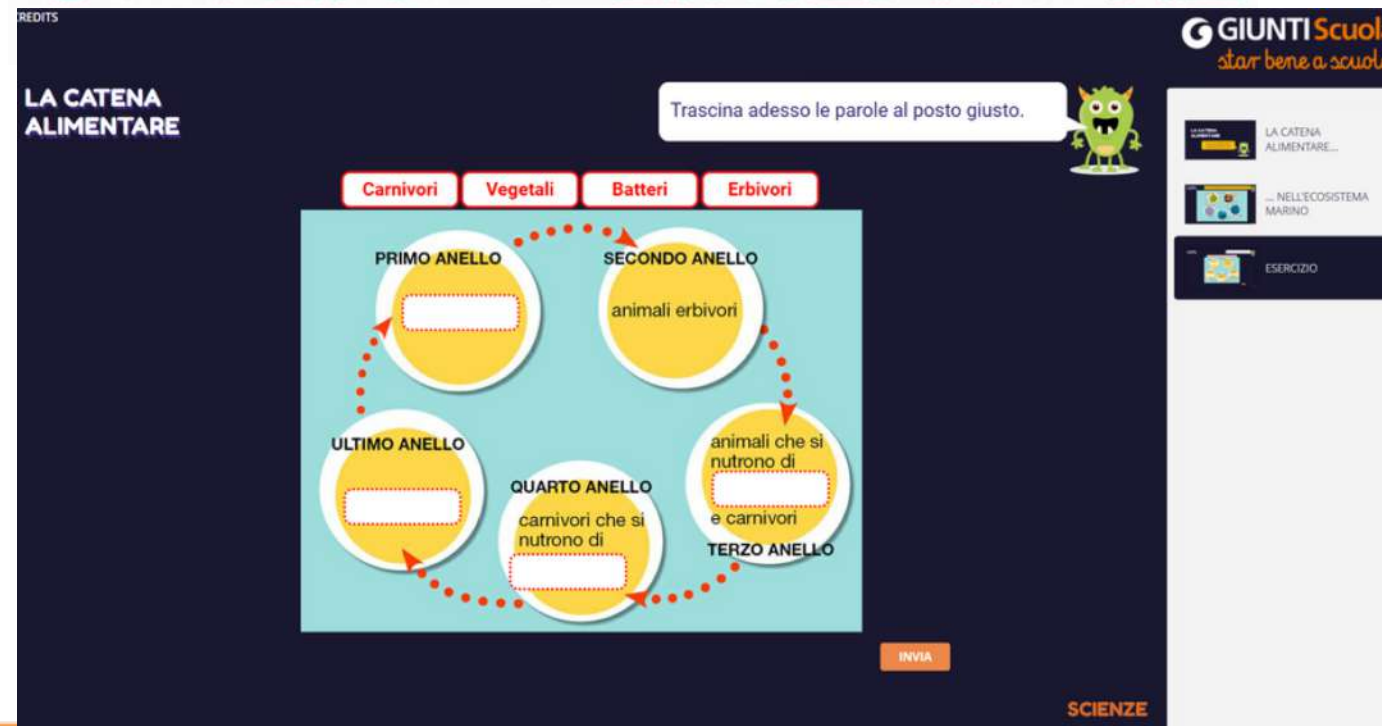 REDITS
GIUNTI Scuol
star bene a scuol
LA CATENA
ALIMENTARE
Trascina adesso le parole al posto giusto.
Carnivori
Vegetali
Batteri
Erbivori
PRIMO ANELLO
SECONDO ANELLO
animali erbivori
animali che si
nutrono di
e carnivori
TERZO ANELLO
QUARTO ANELLO
carnivori che si
nutrono di
ULTIMO ANELLO
INVIA
SCIENZE
LA CATENA
ALIMENTARE...
... NELL'ECOSISTEMA
MARINO
ESERCIZIO